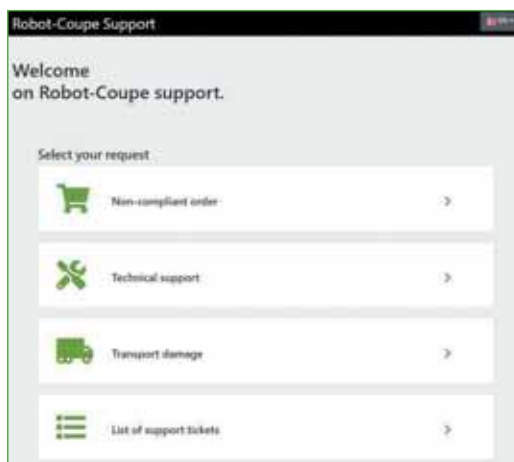 Robot-Coupe Support
Welcome
on Robot-Coupe support.
Select your request
Non-compliant order
Technical support
Transport damage
List of support tickets